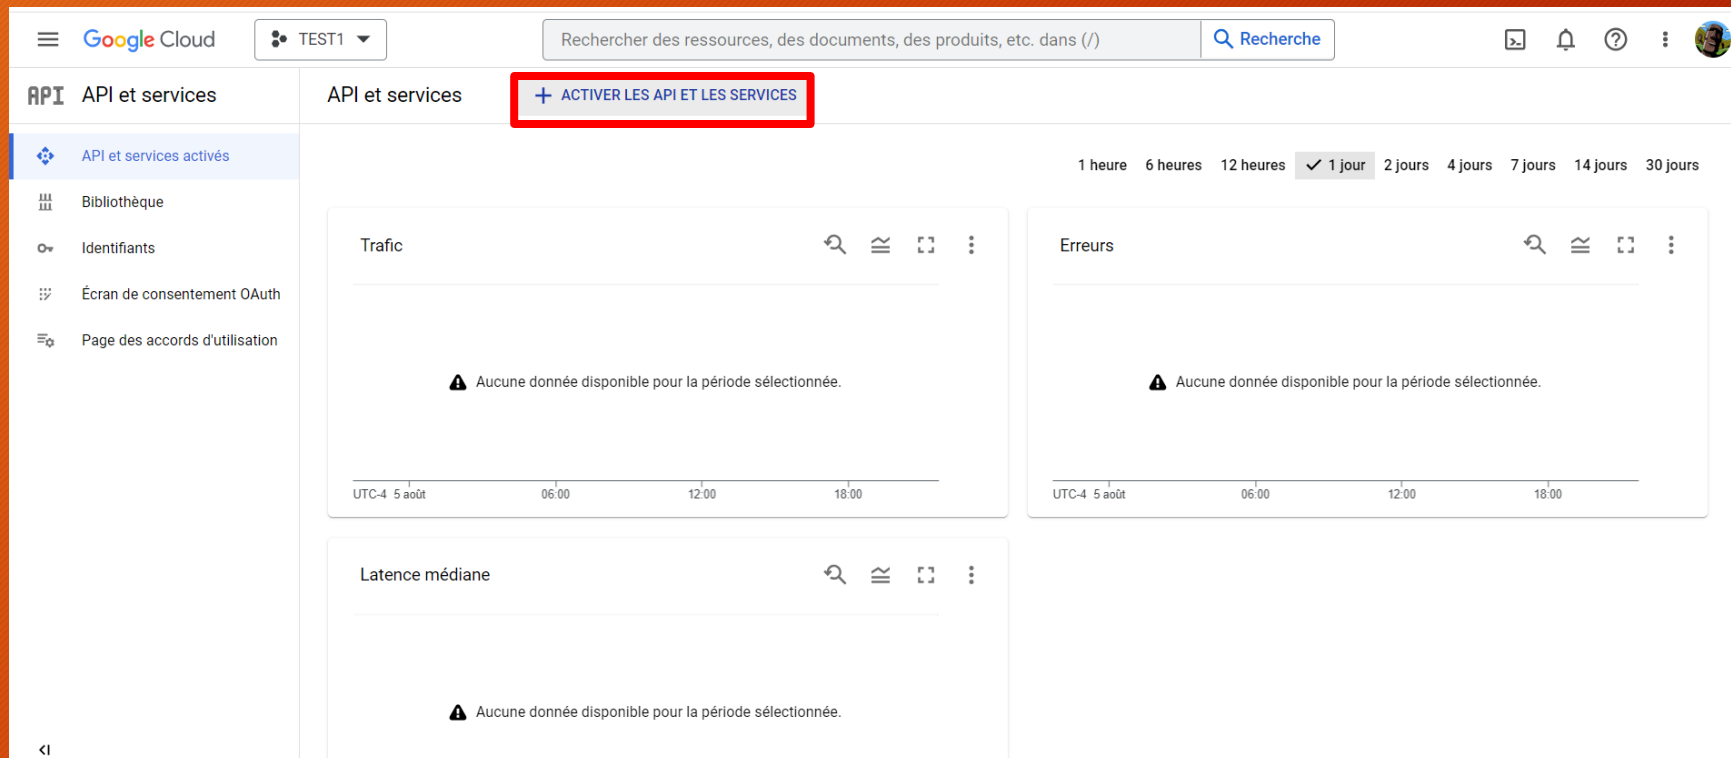 Google Cloud
TEST1
Rechercher des ressources, des documents, des produits, etc. dans (/)
Recherche
API API et services
API et services
+ ACTIVER LES API ET LES SERVICES
API et services activés
Bibliothèque
Identifiants
Écran de consentement OAuth
Page des accords d'utilisation
1 heure 6 heures 12 heures 1 jour 2 jours 4 jours 7 jours 14 jours 30 jours
Trafic
Aucune donnée disponible pour la période sélectionnée.
UTC-4 5 août 06:00 12:00 18:00
Erreurs
Aucune donnée disponible pour la période sélectionnée.
UTC-4 5 août 06:00 12:00 18:00
Latence médiane
Aucune donnée disponible pour la période sélectionnée.